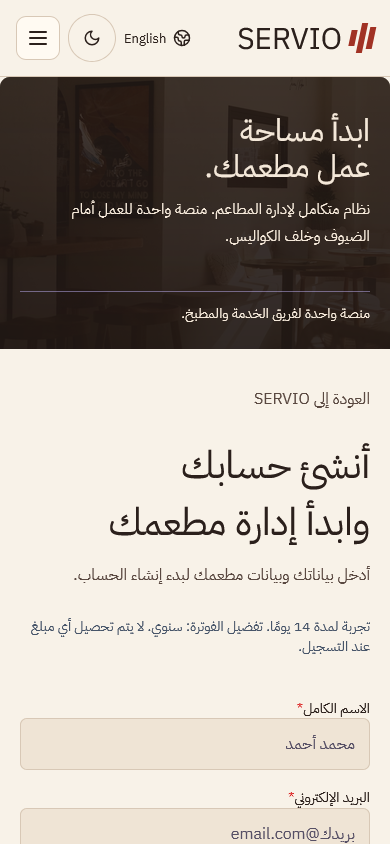 SERVIO
English
ابدأ مساحة
عمل مطعمك.
نظام متكامل لإدارة المطاعم. منصة واحدة للعمل أمام
الضيوف وخلف الكواليس.
منصة واحدة لفريق الخدمة والمطبخ.
العودة إلى SERVIO
أنشئ حسابك
وابدأ إدارة مطعمك
أدخل بياناتك وبيانات مطعمك لبدء إنشاء الحساب.
تجربة لمدة 14 يومًا. تفضيل الفوترة: سنوي. لا يتم تحصيل أي مبلغ
عند التسجيل.
الاسم الكامل*
محمد أحمد
البريد الإلكتروني*
بريدك@email.com